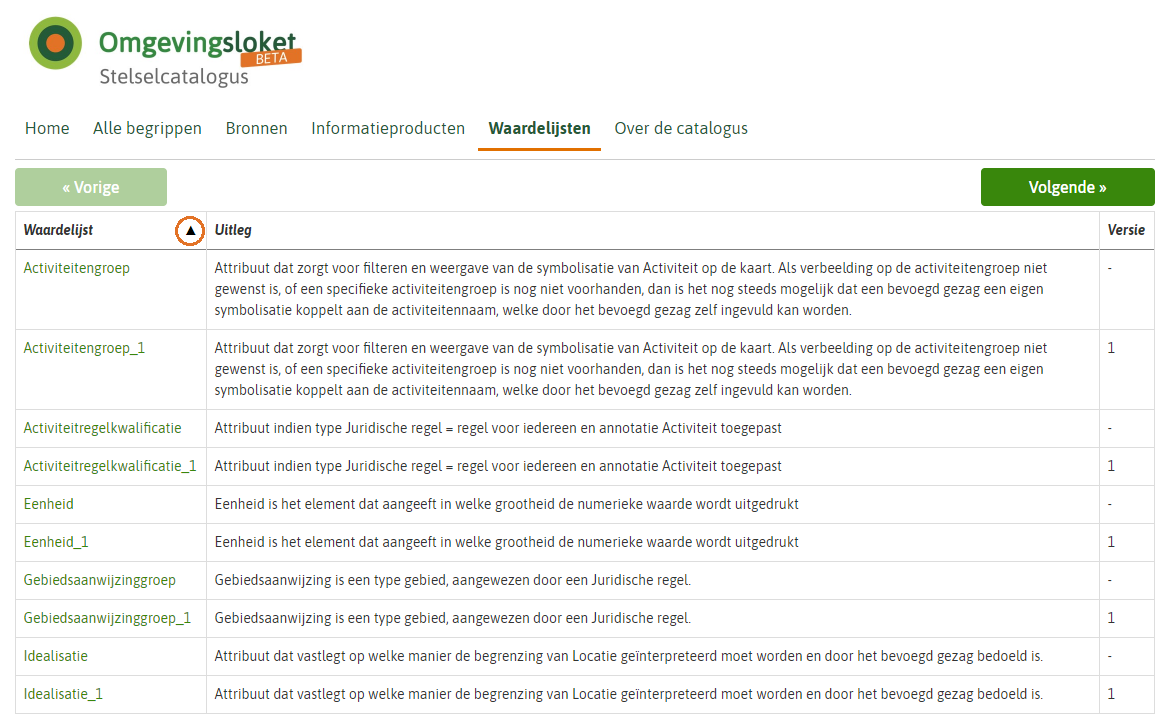 Omgevingsloket
BETA
Stelselcatalogus
Home Alle begrippen Bronnen Informatieproducten Waardelijsten Over de catalogus
« Vorige Volgende »
Waardelijst ▲ Uitleg Versie
Activiteitengroep Attribuut dat zorgt voor filteren en weergave van de symbolisatie van Activiteit op de kaart. Als verbeelding op de activiteitengroep niet -
gewenst is, of een specifieke activiteitengroep is nog niet voorhanden, dan is het nog steeds mogelijk dat een bevoegd gezag een eigen
symbolisatie koppelt aan de activiteitennaam, welke door het bevoegd gezag zelf ingevuld kan worden.
Activiteitengroep_1 Attribuut dat zorgt voor filteren en weergave van de symbolisatie van Activiteit op de kaart. Als verbeelding op de activiteitengroep niet 1
gewenst is, of een specifieke activiteitengroep is nog niet voorhanden, dan is het nog steeds mogelijk dat een bevoegd gezag een eigen
symbolisatie koppelt aan de activiteitennaam, welke door het bevoegd gezag zelf ingevuld kan worden.
Activiteitregelkwalificatie Attribuut indien type Juridische regel = regel voor iedereen en annotatie Activiteit toegepast -
Activiteitregelkwalificatie_1 Attribuut indien type Juridische regel = regel voor iedereen en annotatie Activiteit toegepast 1
Eenheid Eenheid is het element dat aangeeft in welke grootheid de numerieke waarde wordt uitgedrukt -
Eenheid_1 Eenheid is het element dat aangeeft in welke grootheid de numerieke waarde wordt uitgedrukt 1
Gebiedsaanwijzinggroep Gebiedsaanwijzing is een type gebied, aangewezen door een Juridische regel. -
Gebiedsaanwijzinggroep_1 Gebiedsaanwijzing is een type gebied, aangewezen door een Juridische regel. 1
Idealisatie Attribuut dat vastlegt op welke manier de begrenzing van Locatie geïnterpreteerd moet worden en door het bevoegd gezag bedoeld is. -
Idealisatie_1 Attribuut dat vastlegt op welke manier de begrenzing van Locatie geïnterpreteerd moet worden en door het bevoegd gezag bedoeld is. 1